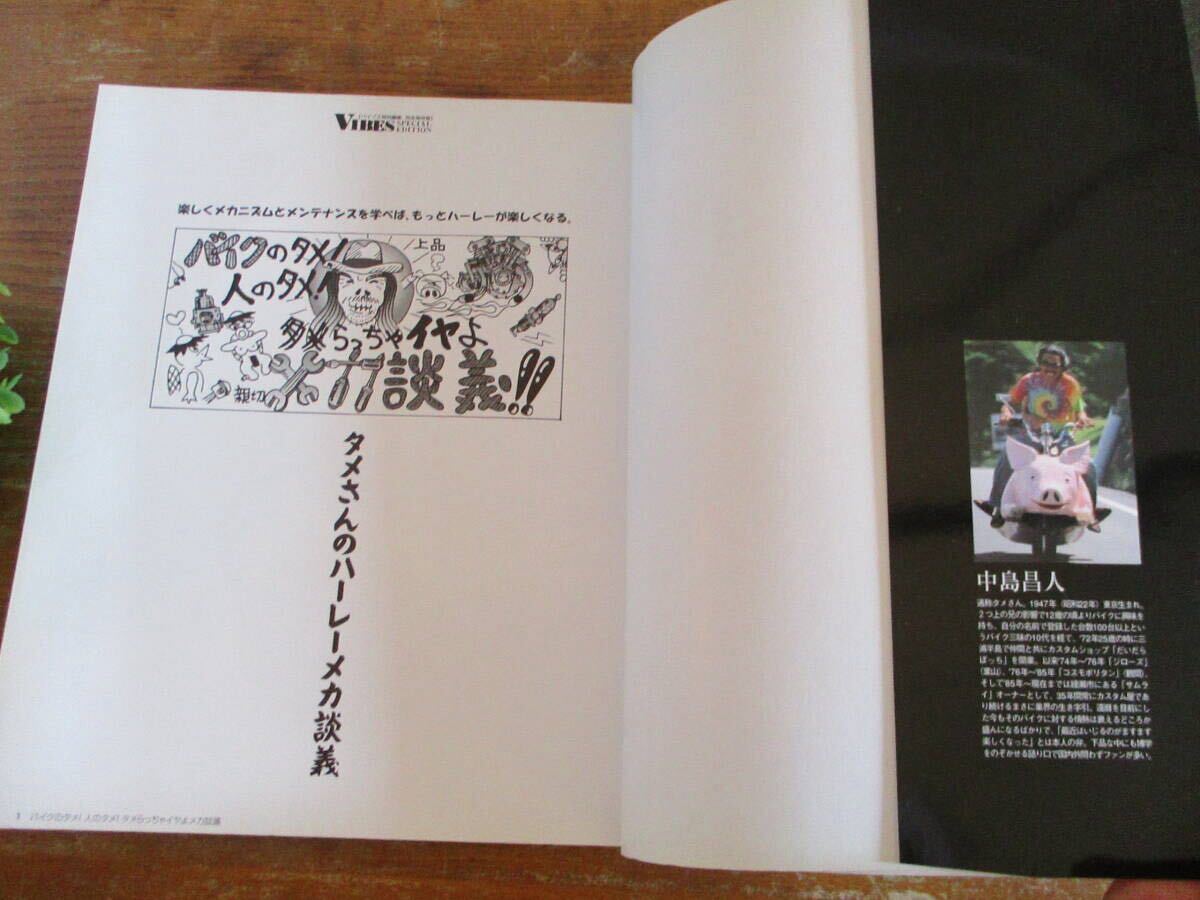 VIBES SPECIAL EDITION
楽しくメカニズムとメンテナンスを学べば、もっとハーレーが楽しくなる。
バイクのタメ!
上品
人のタメ!
タメらっちゃイヤよ
親切
メカ談義!!
タメさんのハーレーメカ談義
3 バイクのタメ! 人のタメ! タメらっちゃイヤよメカ談議
中島昌人
通称タメさん。1947年(昭和22年)東京生まれ。
2つ上の兄の影響で12歳の頃よりバイクに興味を
持ち、自分の名前で登録した台数100台以上とい
うバイク三昧の10代を経て、'72年25歳の時に三
浦半島で仲間と共にカスタムショップ「だいだら
ぼっち」を開業。以来'74年〜'76年「ジローズ」
(葉山)、'76年〜'85年「コスモポリタン」(鶴間)、
そして'85年〜現在までは綾瀬市にある「サムラ
イ」オーナーとして、35年間常にカスタム屋であ
り続けるまさに業界の生き字引。還暦を目前にし
た今もそのバイクに対する情熱は衰えるどころか
盛んになるばかりで、「最近はいじるのがますます
楽しくなった」とは本人の弁。下品な中にも博学
をのぞかせる語り口で国内外問わずファンが多い。